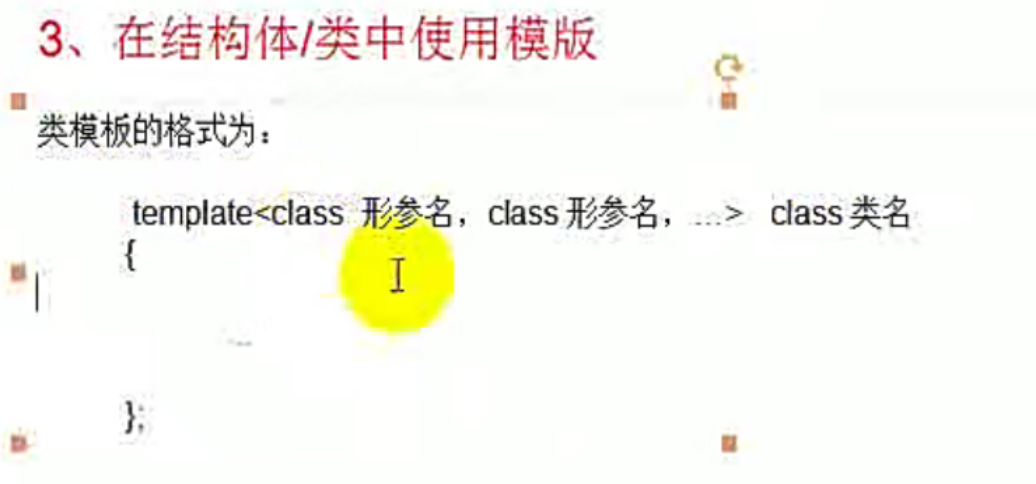 3、在结构体/类中使用模版
类模板的格式为：
template<class 形参名，class 形参名，...> class 类名
{
...
};